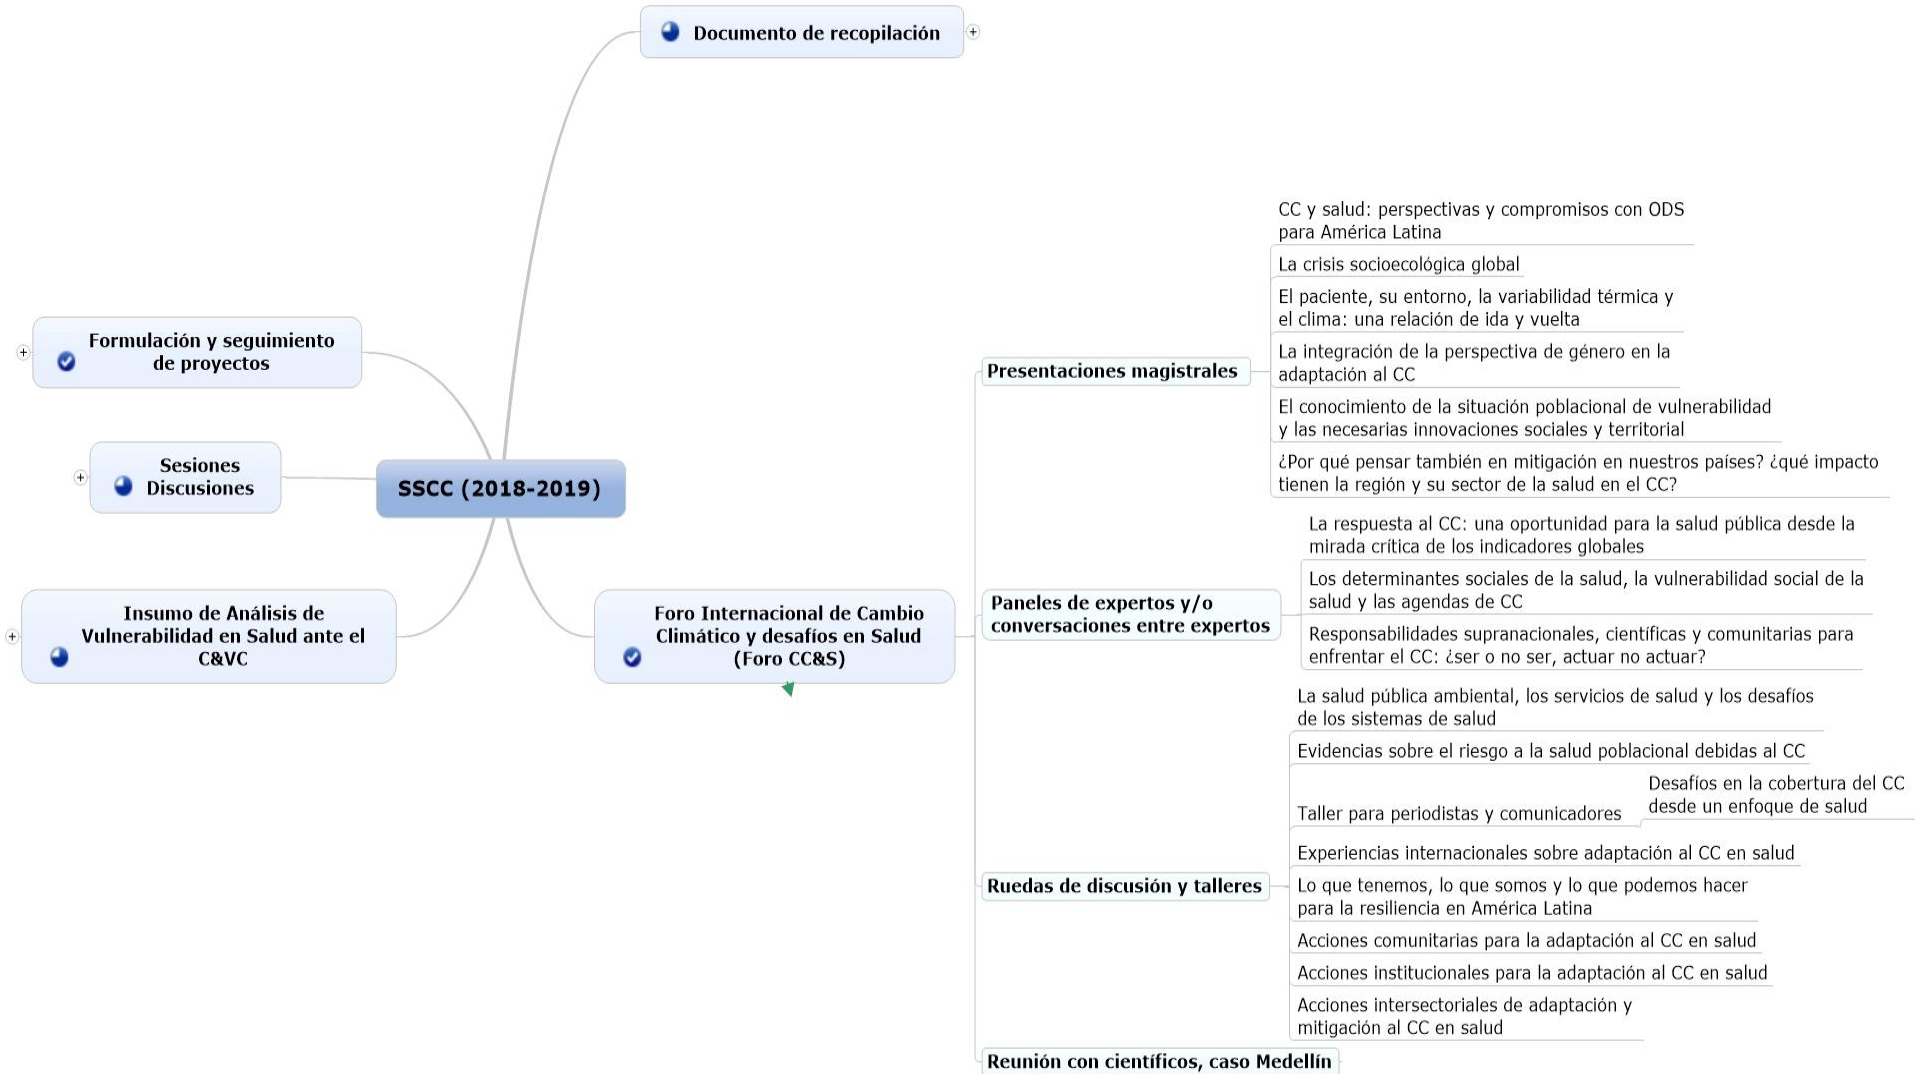 Documento de recopilación
Formulación y seguimiento
de proyectos
Sesiones
Discusiones
SSCC (2018-2019)
Insumo de Análisis de
Vulnerabilidad en Salud ante el
C&VC
Foro Internacional de Cambio
Climático y desafíos en Salud
(Foro CC&S)
Presentaciones magistrales
CC y salud: perspectivas y compromisos con ODS
para América Latina
La crisis socioecológica global
El paciente, su entorno, la variabilidad térmica y
el clima: una relación de ida y vuelta
La integración de la perspectiva de género en la
adaptación al CC
El conocimiento de la situación poblacional de vulnerabilidad
y las necesarias innovaciones sociales y territorial
¿Por qué pensar también en mitigación en nuestros países? ¿qué impacto
tienen la región y su sector de la salud en el CC?
Paneles de expertos y/o
conversaciones entre expertos
La respuesta al CC: una oportunidad para la salud pública desde la
mirada crítica de los indicadores globales
Los determinantes sociales de la salud, la vulnerabilidad social de la
salud y las agendas de CC
Responsabilidades supranacionales, científicas y comunitarias para
enfrentar el CC: ¿ser o no ser, actuar no actuar?
Ruedas de discusión y talleres
La salud pública ambiental, los servicios de salud y los desafíos
de los sistemas de salud
Evidencias sobre el riesgo a la salud poblacional debidas al CC
Taller para periodistas y comunicadores
Desafíos en la cobertura del CC
desde un enfoque de salud
Experiencias internacionales sobre adaptación al CC en salud
Lo que tenemos, lo que somos y lo que podemos hacer
para la resiliencia en América Latina
Acciones comunitarias para la adaptación al CC en salud
Acciones institucionales para la adaptación al CC en salud
Acciones intersectoriales de adaptación y
mitigación al CC en salud
Reunión con científicos, caso Medellín